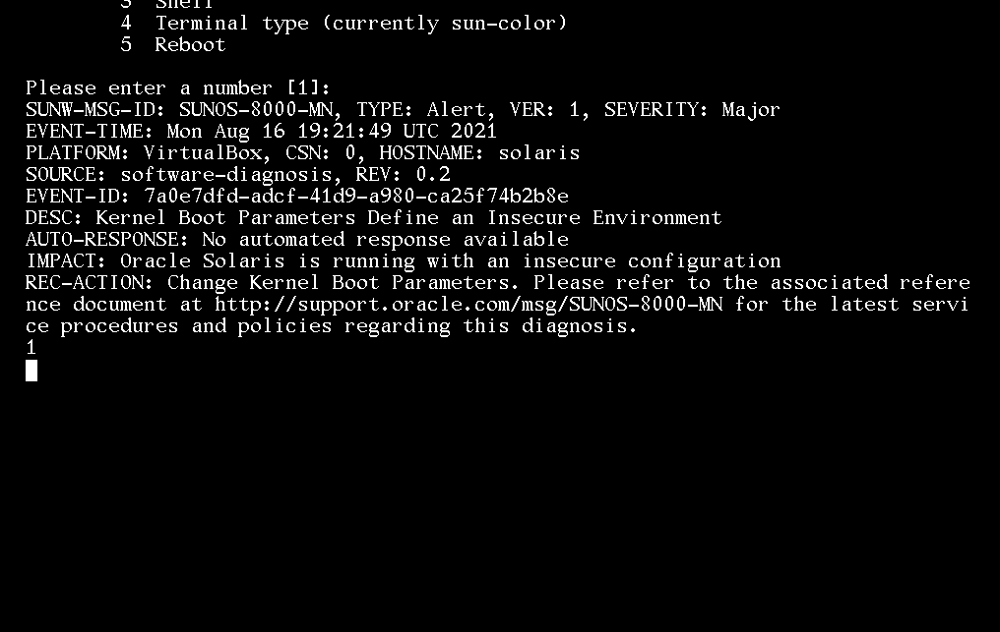 3  Shell
4  Terminal type (currently sun-color)
5  Reboot
Please enter a number [1]:
SUNW-MSG-ID: SUNOS-8000-MN, TYPE: Alert, VER: 1, SEVERITY: Major
EVENT-TIME: Mon Aug 16 19:21:49 UTC 2021
PLATFORM: VirtualBox, CSN: 0, HOSTNAME: solaris
SOURCE: software-diagnosis, REV: 0.2
EVENT-ID: 7a0e7dfd-adcf-41d9-a980-ca25f74b2b8e
DESC: Kernel Boot Parameters Define an Insecure Environment
AUTO-RESPONSE: No automated response available
IMPACT: Oracle Solaris is running with an insecure configuration
REC-ACTION: Change Kernel Boot Parameters. Please refer to the associated refere
nce document at http://support.oracle.com/msg/SUNOS-8000-MN for the latest servi
ce procedures and policies regarding this diagnosis.
1